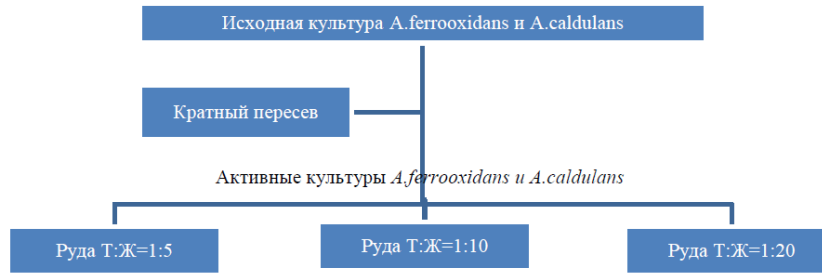 Исходная культура A.ferrooxidans и A.caldulans
Кратный пересев
Активные культуры A.ferrooxidans и A.caldulans
Руда Т:Ж=1:5
Руда Т:Ж=1:10
Руда Т:Ж=1:20